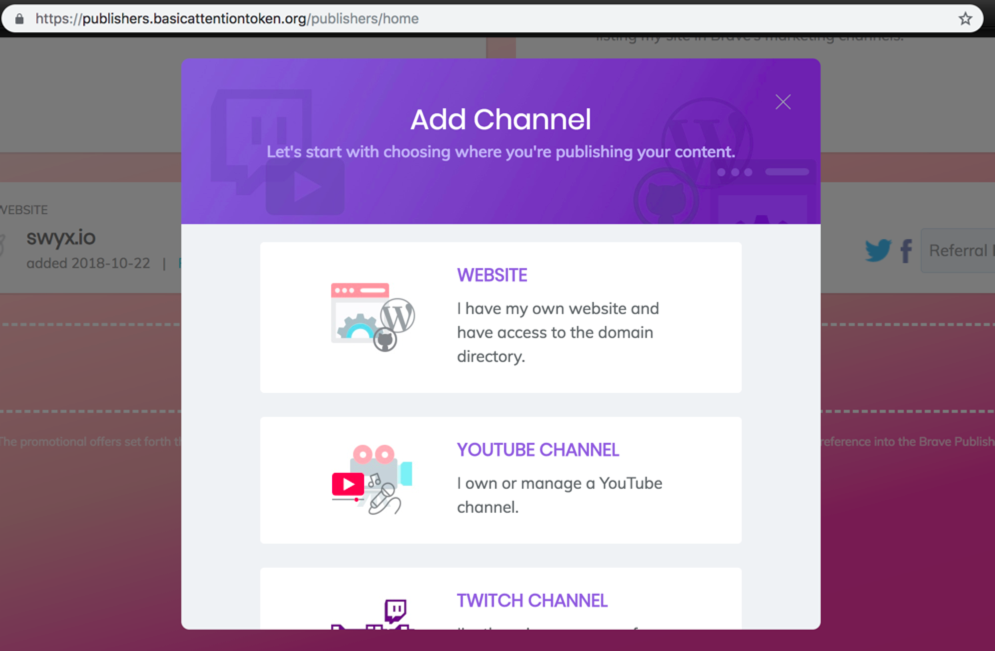 https://publishers.basicattentiontoken.org/publishers/home
listing my site in Brave's marketing channels.
Add Channel
Let's start with choosing where you're publishing your content.
WEBSITE
swyx.io
added 2018-10-22 |
Referral
WEBSITE
I have my own website and
have access to the domain
directory.
YOUTUBE CHANNEL
I own or manage a YouTube
channel.
The promotional offers set forth
reference into the Brave Publish
TWITCH CHANNEL